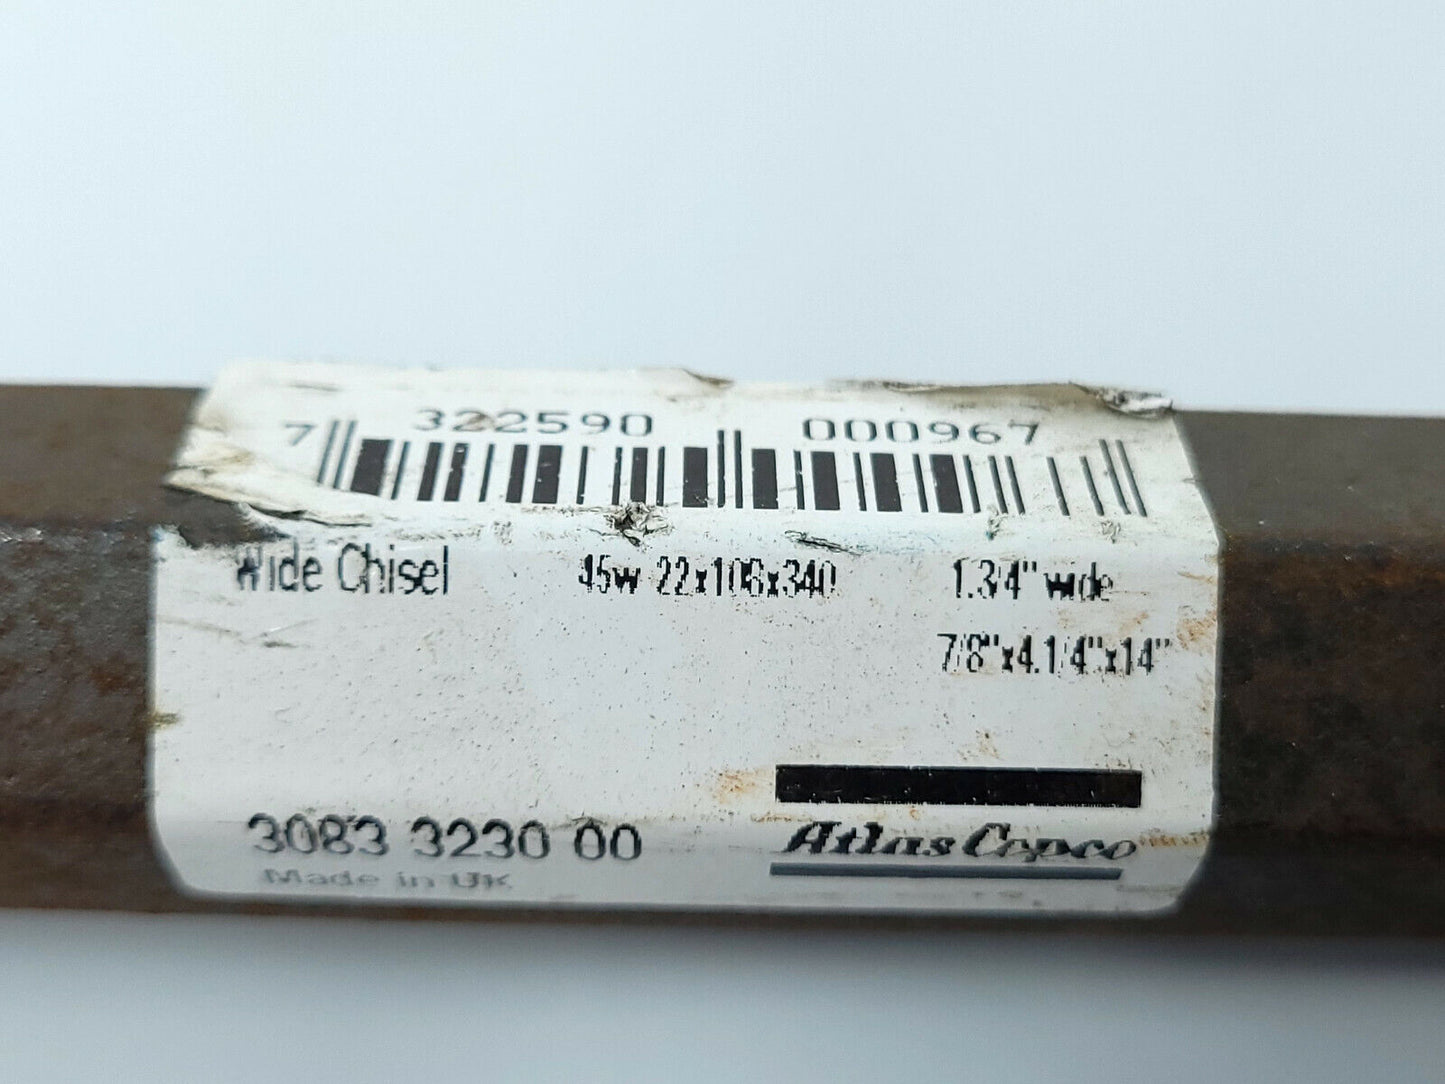 7 322590 000967
Wide Chisel 45w 22x108x340 1.3/4" wide
7/8"x4.1/4"x14"
3083 3230 00
Atlas Copco
Made in UK